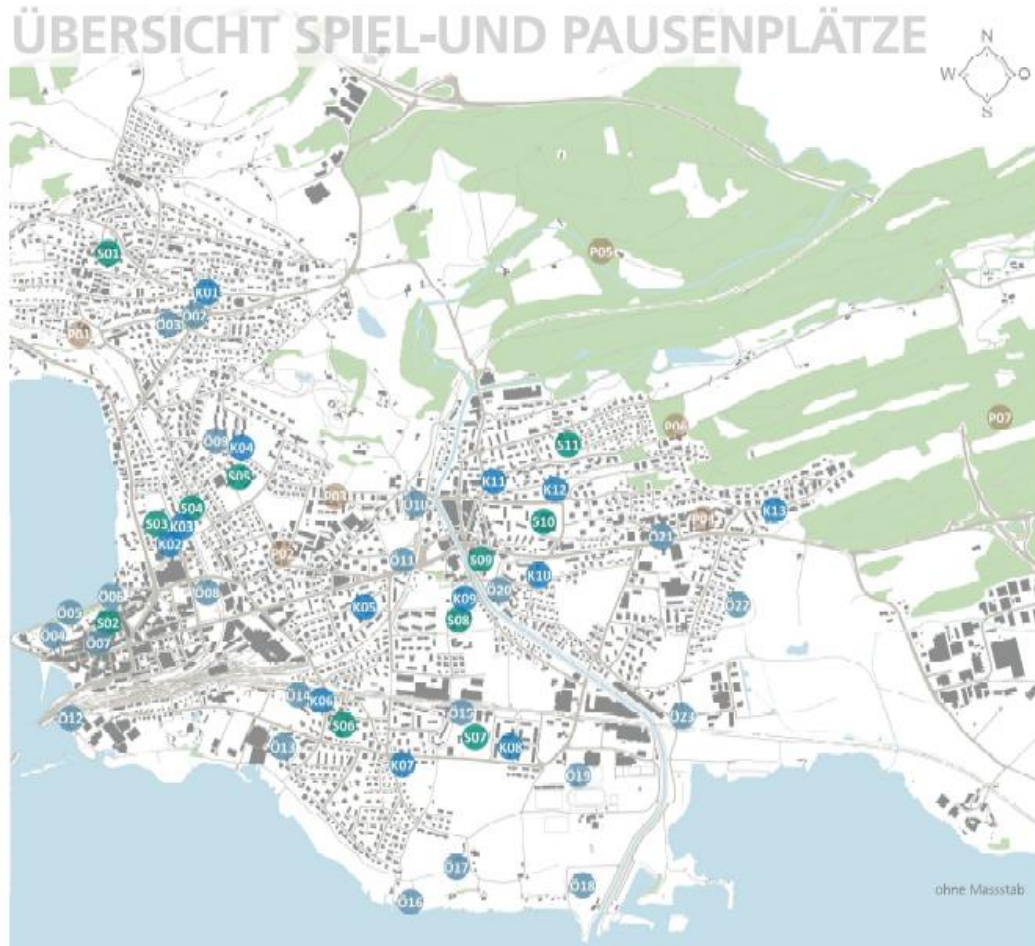 ÜBERSICHT SPIEL-UND PAUSENPLÄTZE
N
W O
S
S01
P05
K01
Ö02
Ö03
P01
P07
P06
Ö09
K04
S11
S05
K11
K12
P03
Ö10
S04
S03
K03
K02
K13
S10
P04
Ö21
P02
Ö11
S09
K10
Ö20
Ö06
Ö08
K09
K05
Ö22
Ö05
S02
S08
Ö04
Ö07
Ö14
K06
Ö12
Ö15
Ö23
S06
S07
Ö13
K08
K07
Ö19
Ö17
Ö18
Ö16
ohne Massstab